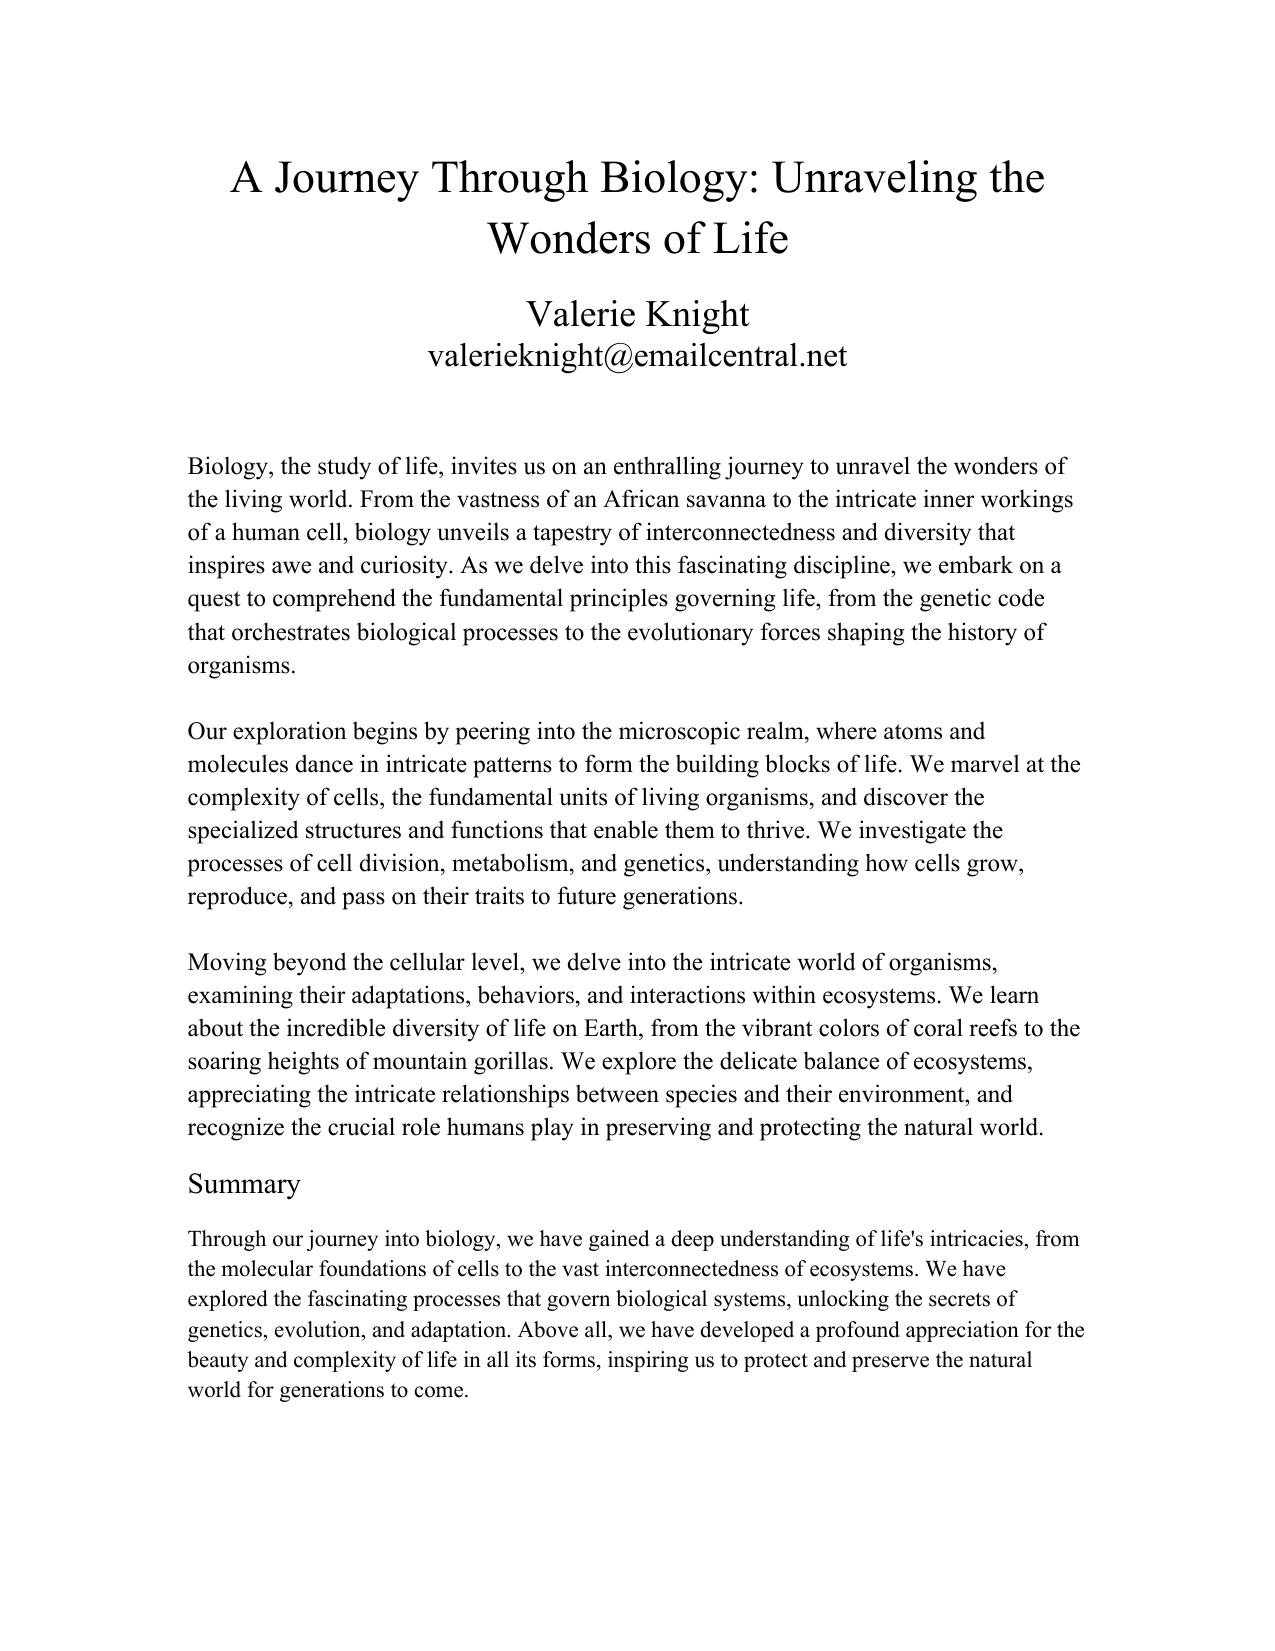 A Journey Through Biology: Unraveling the
Wonders of Life
Valerie Knight
valerieknight@emailcentral.net
Biology, the study of life, invites us on an enthralling journey to unravel the wonders of
the living world. From the vastness of an African savanna to the intricate inner workings
of a human cell, biology unveils a tapestry of interconnectedness and diversity that
inspires awe and curiosity. As we delve into this fascinating discipline, we embark on a
quest to comprehend the fundamental principles governing life, from the genetic code
that orchestrates biological processes to the evolutionary forces shaping the history of
organisms.
Our exploration begins by peering into the microscopic realm, where atoms and
molecules dance in intricate patterns to form the building blocks of life. We marvel at the
complexity of cells, the fundamental units of living organisms, and discover the
specialized structures and functions that enable them to thrive. We investigate the
processes of cell division, metabolism, and genetics, understanding how cells grow,
reproduce, and pass on their traits to future generations.
Moving beyond the cellular level, we delve into the intricate world of organisms,
examining their adaptations, behaviors, and interactions within ecosystems. We learn
about the incredible diversity of life on Earth, from the vibrant colors of coral reefs to the
soaring heights of mountain gorillas. We explore the delicate balance of ecosystems,
appreciating the intricate relationships between species and their environment, and
recognize the crucial role humans play in preserving and protecting the natural world.
Summary
Through our journey into biology, we have gained a deep understanding of life's intricacies, from
the molecular foundations of cells to the vast interconnectedness of ecosystems. We have
explored the fascinating processes that govern biological systems, unlocking the secrets of
genetics, evolution, and adaptation. Above all, we have developed a profound appreciation for the
beauty and complexity of life in all its forms, inspiring us to protect and preserve the natural
world for generations to come.